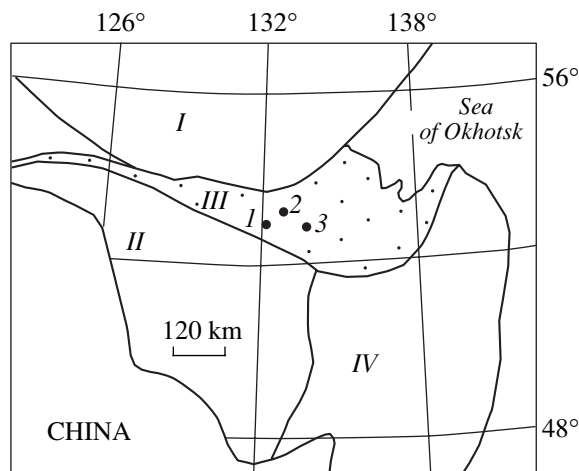 126° 132° 138°
56°
Sea
of Okhotsk
I
III
2
1
3
II
120 km
IV
CHINA
48°